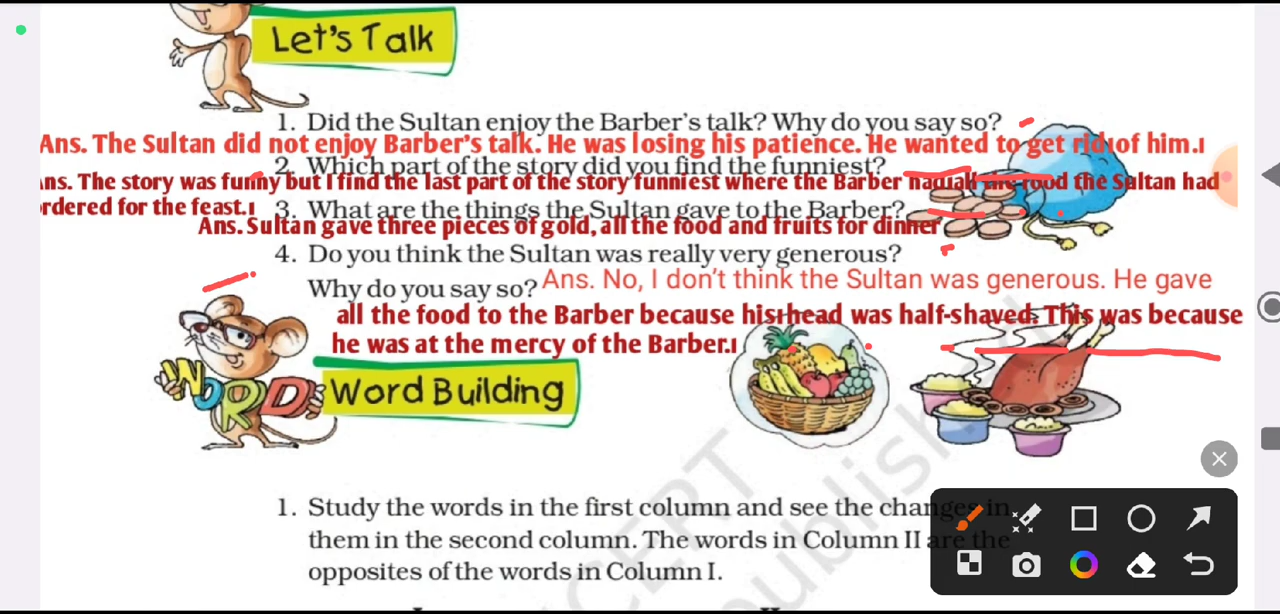 Let's Talk
1. Did the Sultan enjoy the Barber's talk? Why do you say so?
Ans. The Sultan did not enjoy Barber's talk. He was losing his patience. He wanted to get rid of him.
2. Which part of the story did you find the funniest?
ns. The story was funny but I find the last part of the story funniest where the Barber had all the food the Sultan had
rdered for the feast.
3. What are the things the Sultan gave to the Barber?
Ans. Sultan gave three pieces of gold, all the food and fruits for dinner
4. Do you think the Sultan was really very generous?
Why do you say so? Ans. No, I don't think the Sultan was generous. He gave
all the food to the Barber because his head was half-shaved. This was because
he was at the mercy of the Barber.
WORDS
Word Building
1. Study the words in the first column and see the changes in
them in the second column. The words in Column II are the
opposites of the words in Column I.